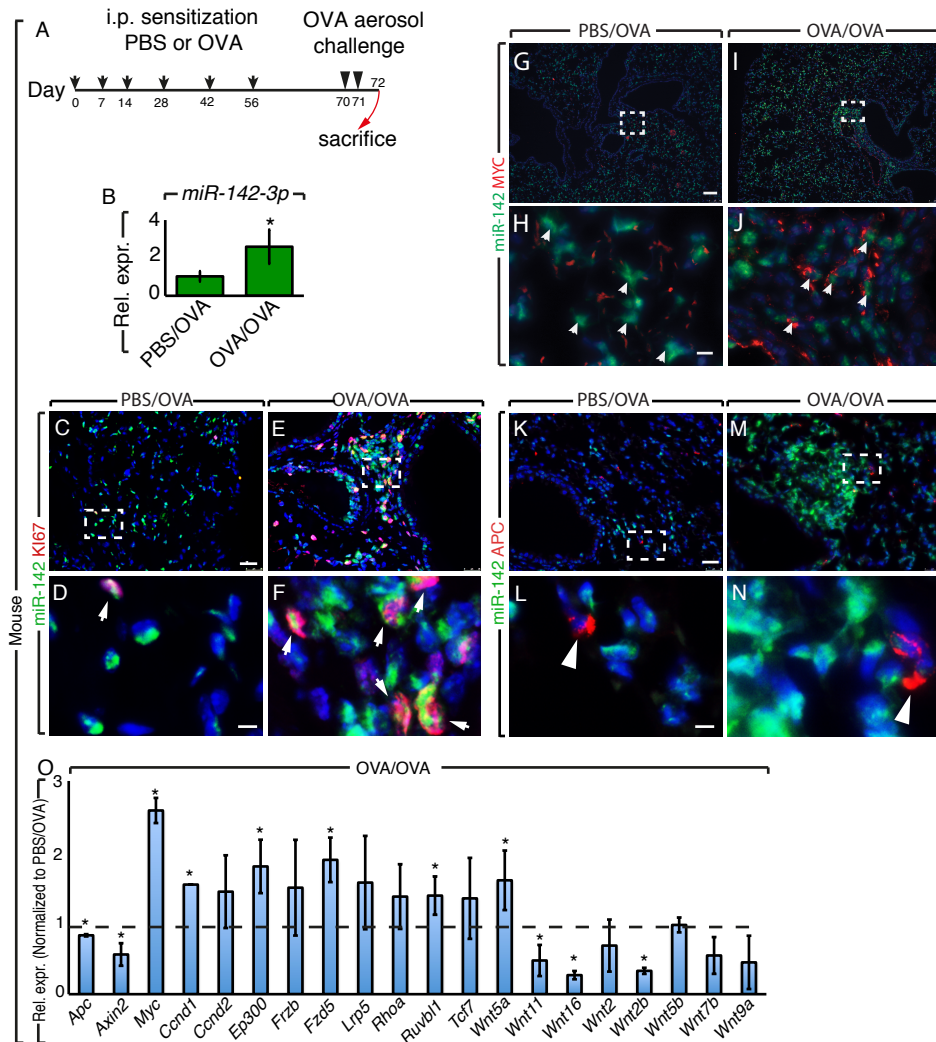 Mouse
A
i.p. sensitization
PBS or OVA
OVA aerosol
challenge
Day
0 7 14 28 42 56 70 71 72
sacrifice
B
miR-142-3p
Rel. expr.
4
2
0
*
PBS/OVA
OVA/OVA
PBS/OVA
OVA/OVA
miR-142 KI67
C
E
D
F
PBS/OVA
OVA/OVA
miR-142 MYC
G
I
H
J
PBS/OVA
OVA/OVA
miR-142 APC
K
M
L
N
O
OVA/OVA
Rel. expr. (Normalized to PBS/OVA)
3
2
1
0
* * * * * * * * * * *
Apc
Axin2
Myc
Ccnd1
Ccnd2
Ep300
Frzb
Fzd5
Lrp5
Rhoa
Ruvbl1
Tcf7
Wnt5a
Wnt11
Wnt16
Wnt2
Wnt2b
Wnt5b
Wnt7b
Wnt9a